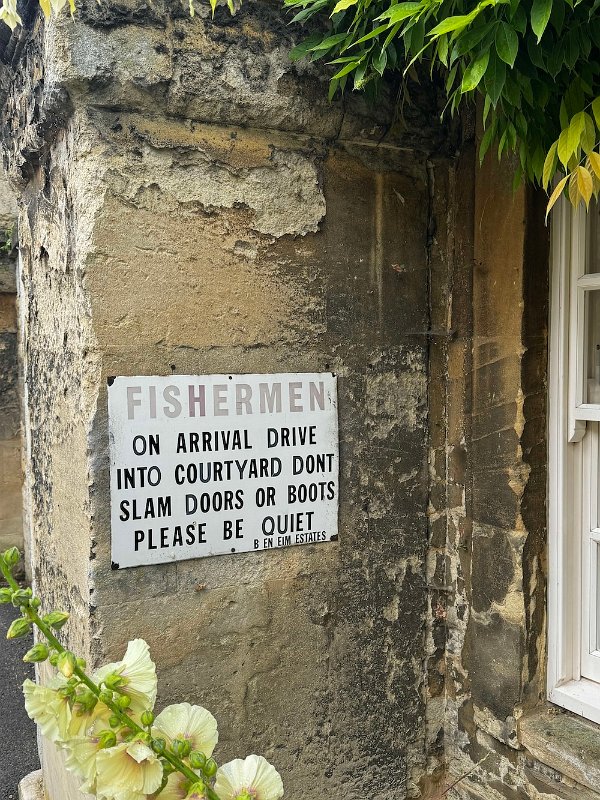 FISHERMEN
ON ARRIVAL DRIVE
INTO COURTYARD DONT
SLAM DOORS OR BOOTS
PLEASE BE QUIET
B EN EIM ESTATES